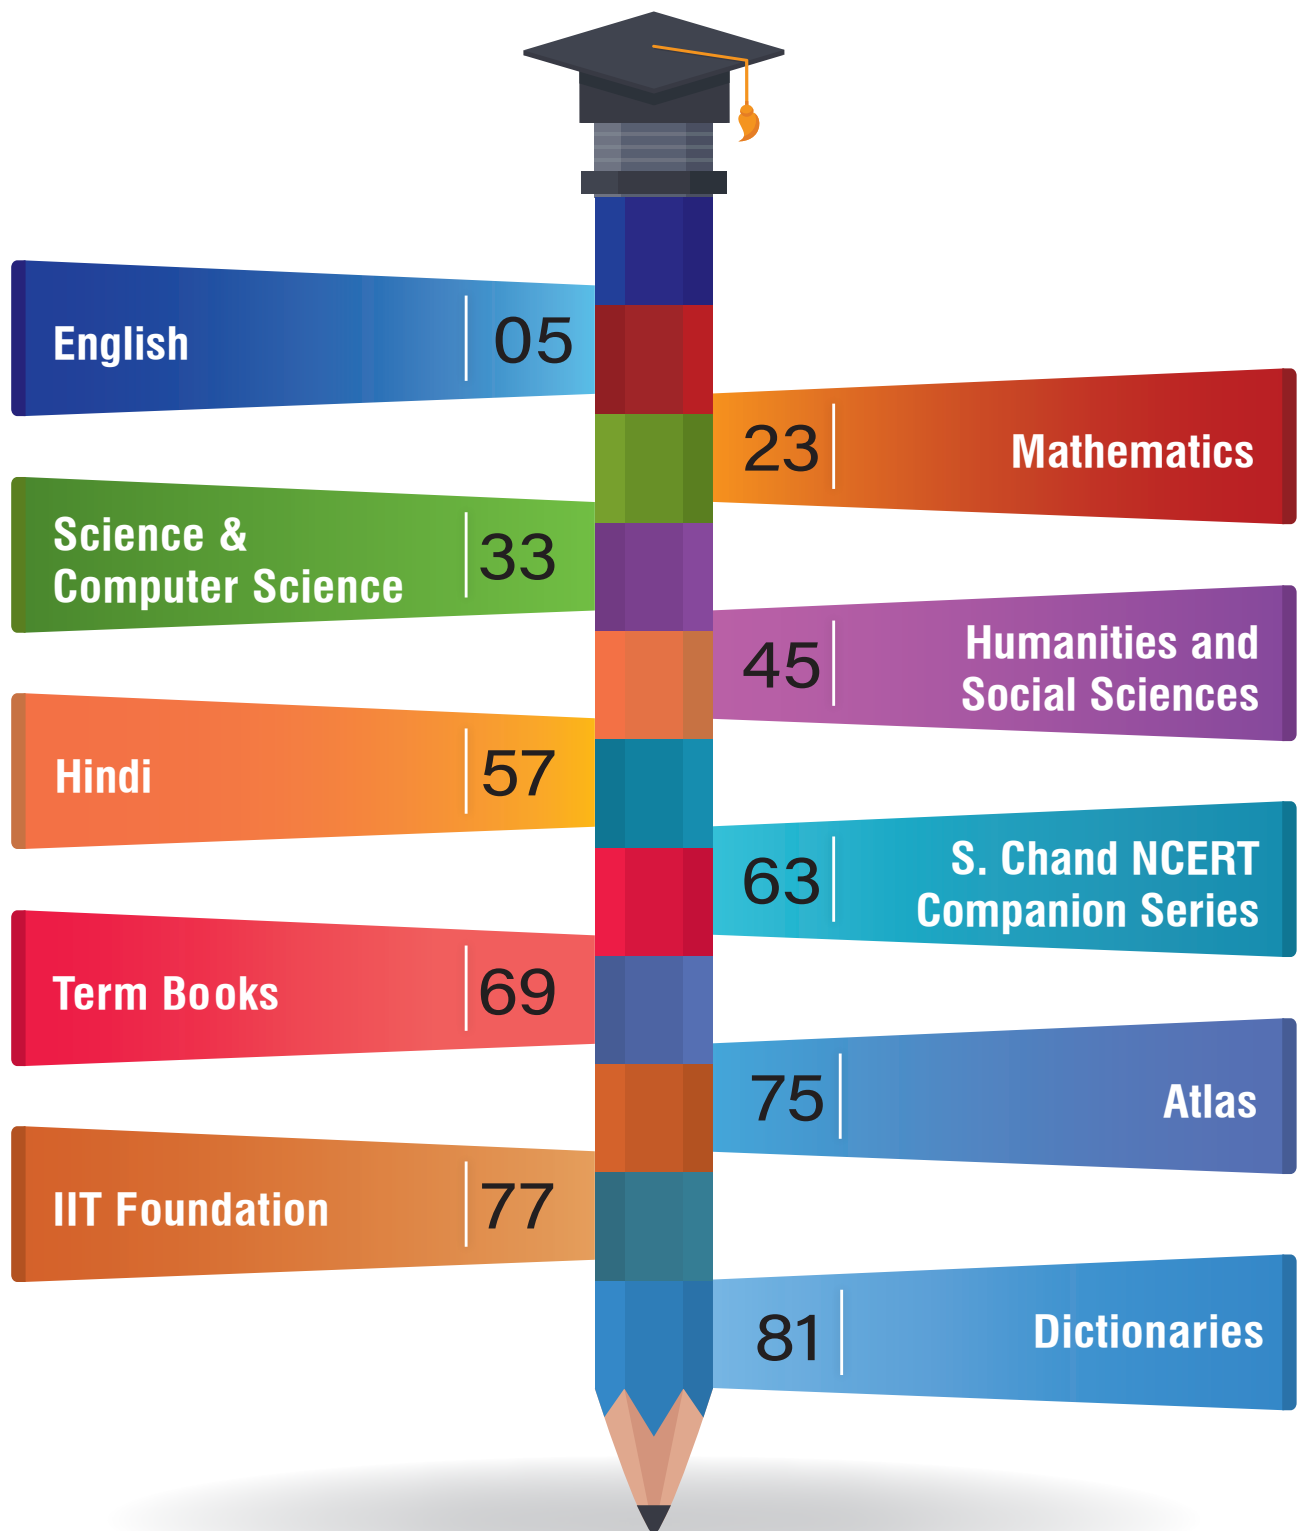 English
05
23
Mathematics
Science &
Computer Science
33
45
Humanities and
Social Sciences
Hindi
57
63
S. Chand NCERT
Companion Series
Term Books
69
75
Atlas
IIT Foundation
77
81
Dictionaries